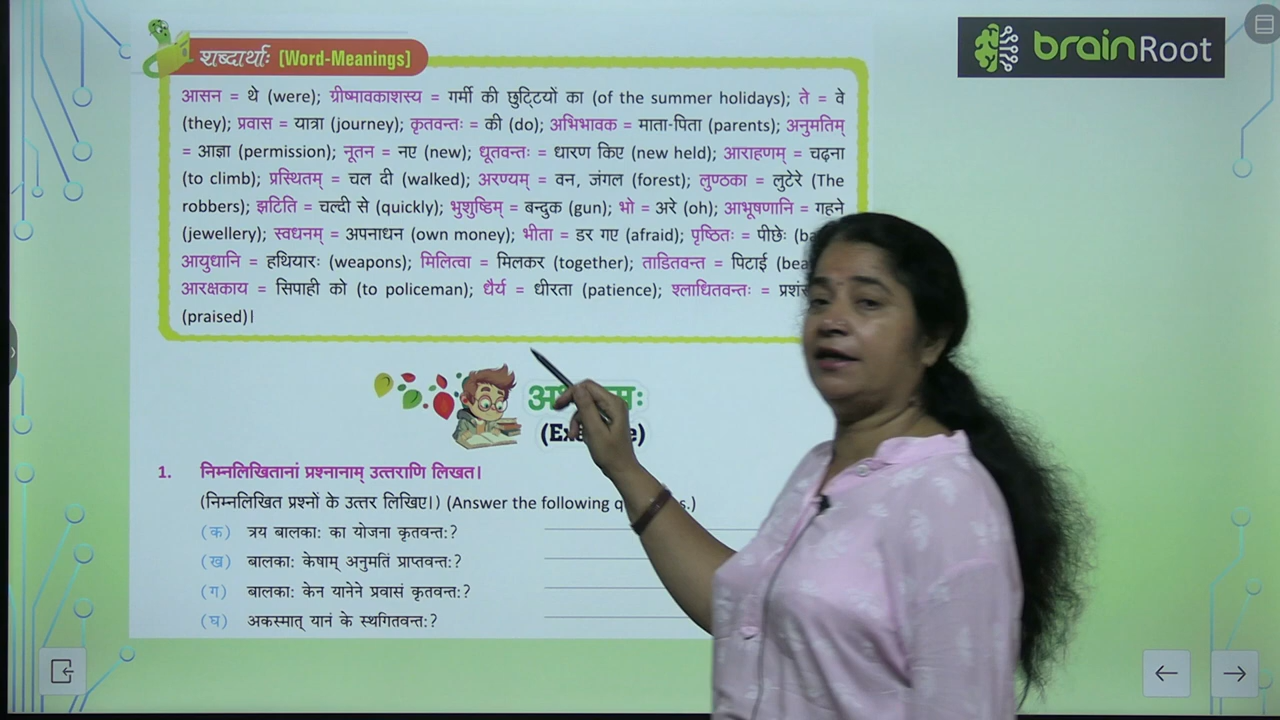 शब्दार्थाः [Word-Meanings]
brainRoot
आसन = थे (were); ग्रीष्मावकाशस्य = गर्मी की छुट्टियों का (of the summer holidays); ते = वे
(they); प्रवास = यात्रा (journey); कृतवन्तः = की (do); अभिभावक = माता-पिता (parents); अनुमतिम्
= आज्ञा (permission); नूतन = नए (new); धूतवन्तः = धारण किए (new held); आराहणम् = चढ़ना
(to climb); प्रस्थितम् = चल दी (walked); अरण्यम् = वन, जंगल (forest); लुण्ठका = लुटेरे (The
robbers); झटिति = चल्दी से (quickly); भुशुष्डिम् = बन्दुक (gun); भो = अरे (oh); आभूषणानि = गहने
(jewellery); स्वधनम् = अपनाधन (own money); भीता = डर गए (afraid); पृष्ठितः = पीछेः
आयुधानि = हथियारः (weapons); मिलित्वा = मिलकर (together); ताडितवन्त = पिटाई
आरक्षकाय = सिपाही को (to policeman); धैर्य = धीरता (patience); श्लाधितवन्तः =
(praised)।
1. निम्नलिखितानां प्रश्नानाम् उत्तराणि लिखत।
(निम्नलिखित प्रश्नों के उत्तर लिखिए।) (Answer the following
(क) त्रय बालका: का योजना कृतवन्त:?
(ख) बालका: केषाम् अनुमतिं प्राप्तवन्त:?
(ग) बालका: केन यानेने प्रवासं कृतवन्त:?
(घ) अकस्मात् यानं के स्थगितवन्त:?